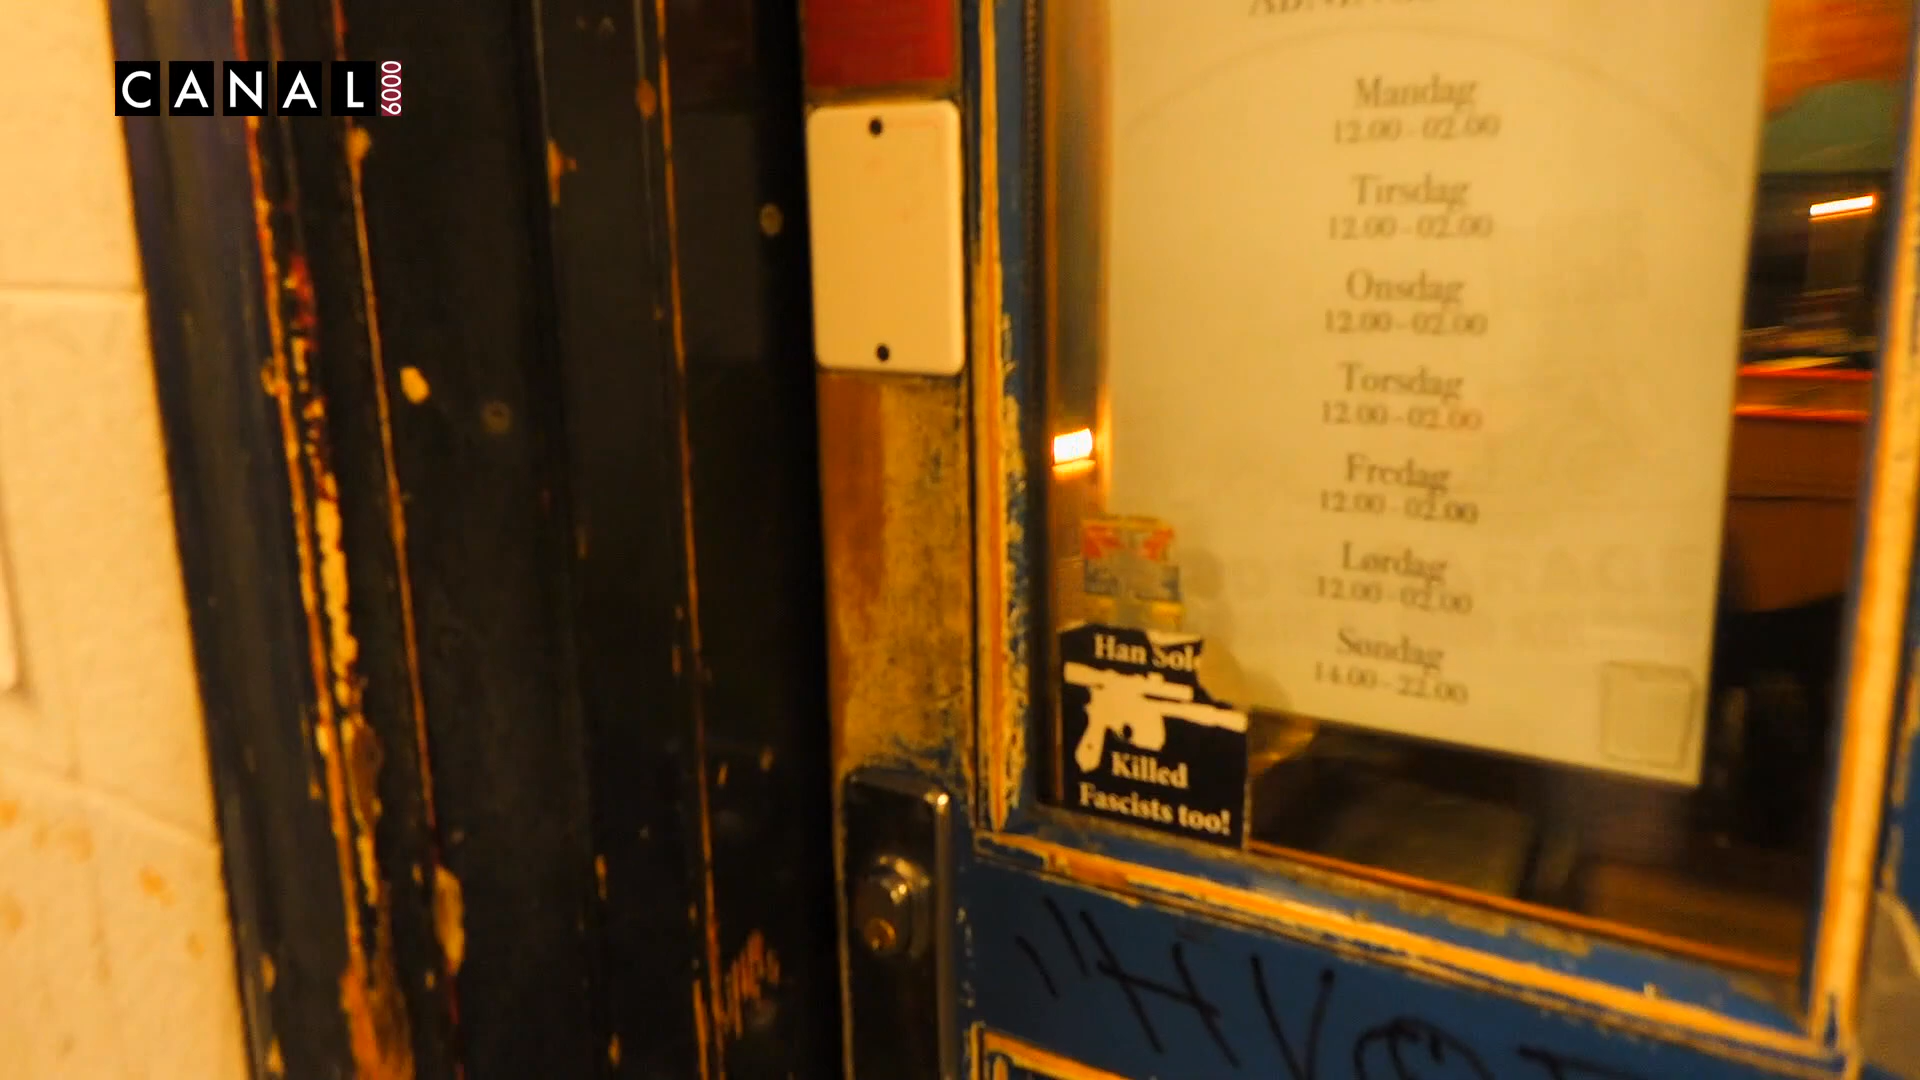 CANAL 6000
Mandag
12.00 - 02.00
Tirsdag
12.00 - 02.00
Onsdag
12.00 - 02.00
Torsdag
12.00 - 02.00
Fredag
12.00 - 02.00
Lørdag
12.00 - 02.00
Søndag
14.00 - 22.00
Han Solo
Killed
Fascists too!